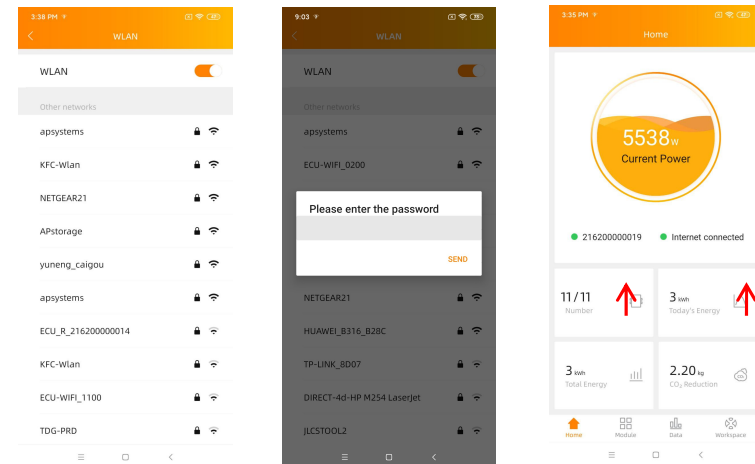 3:38 PM
WLAN
WLAN
Other networks
apsystems
KFC-Wlan
NETGEAR21
APstorage
yuneng_caigou
apsystems
ECU_R_216200000014
KFC-Wlan
ECU-WIFI_1100
TDG-PRD
9:03
WLAN
WLAN
Other networks
apsystems
ECU-WIFI_0200
Please enter the password
SEND
NETGEAR21
HUAWEI_B316_B28C
TP-LINK_8D07
DIRECT-4d-HP M254 LaserJet
JLCSTOOL2
3:35 PM
Home
5538W
Current Power
216200000019 Internet connected
11/11
Number
3 kWh
Today's Energy
3 kWh
Total Energy
2.20 kg
CO₂ Reduction
Home Module Data Workspace